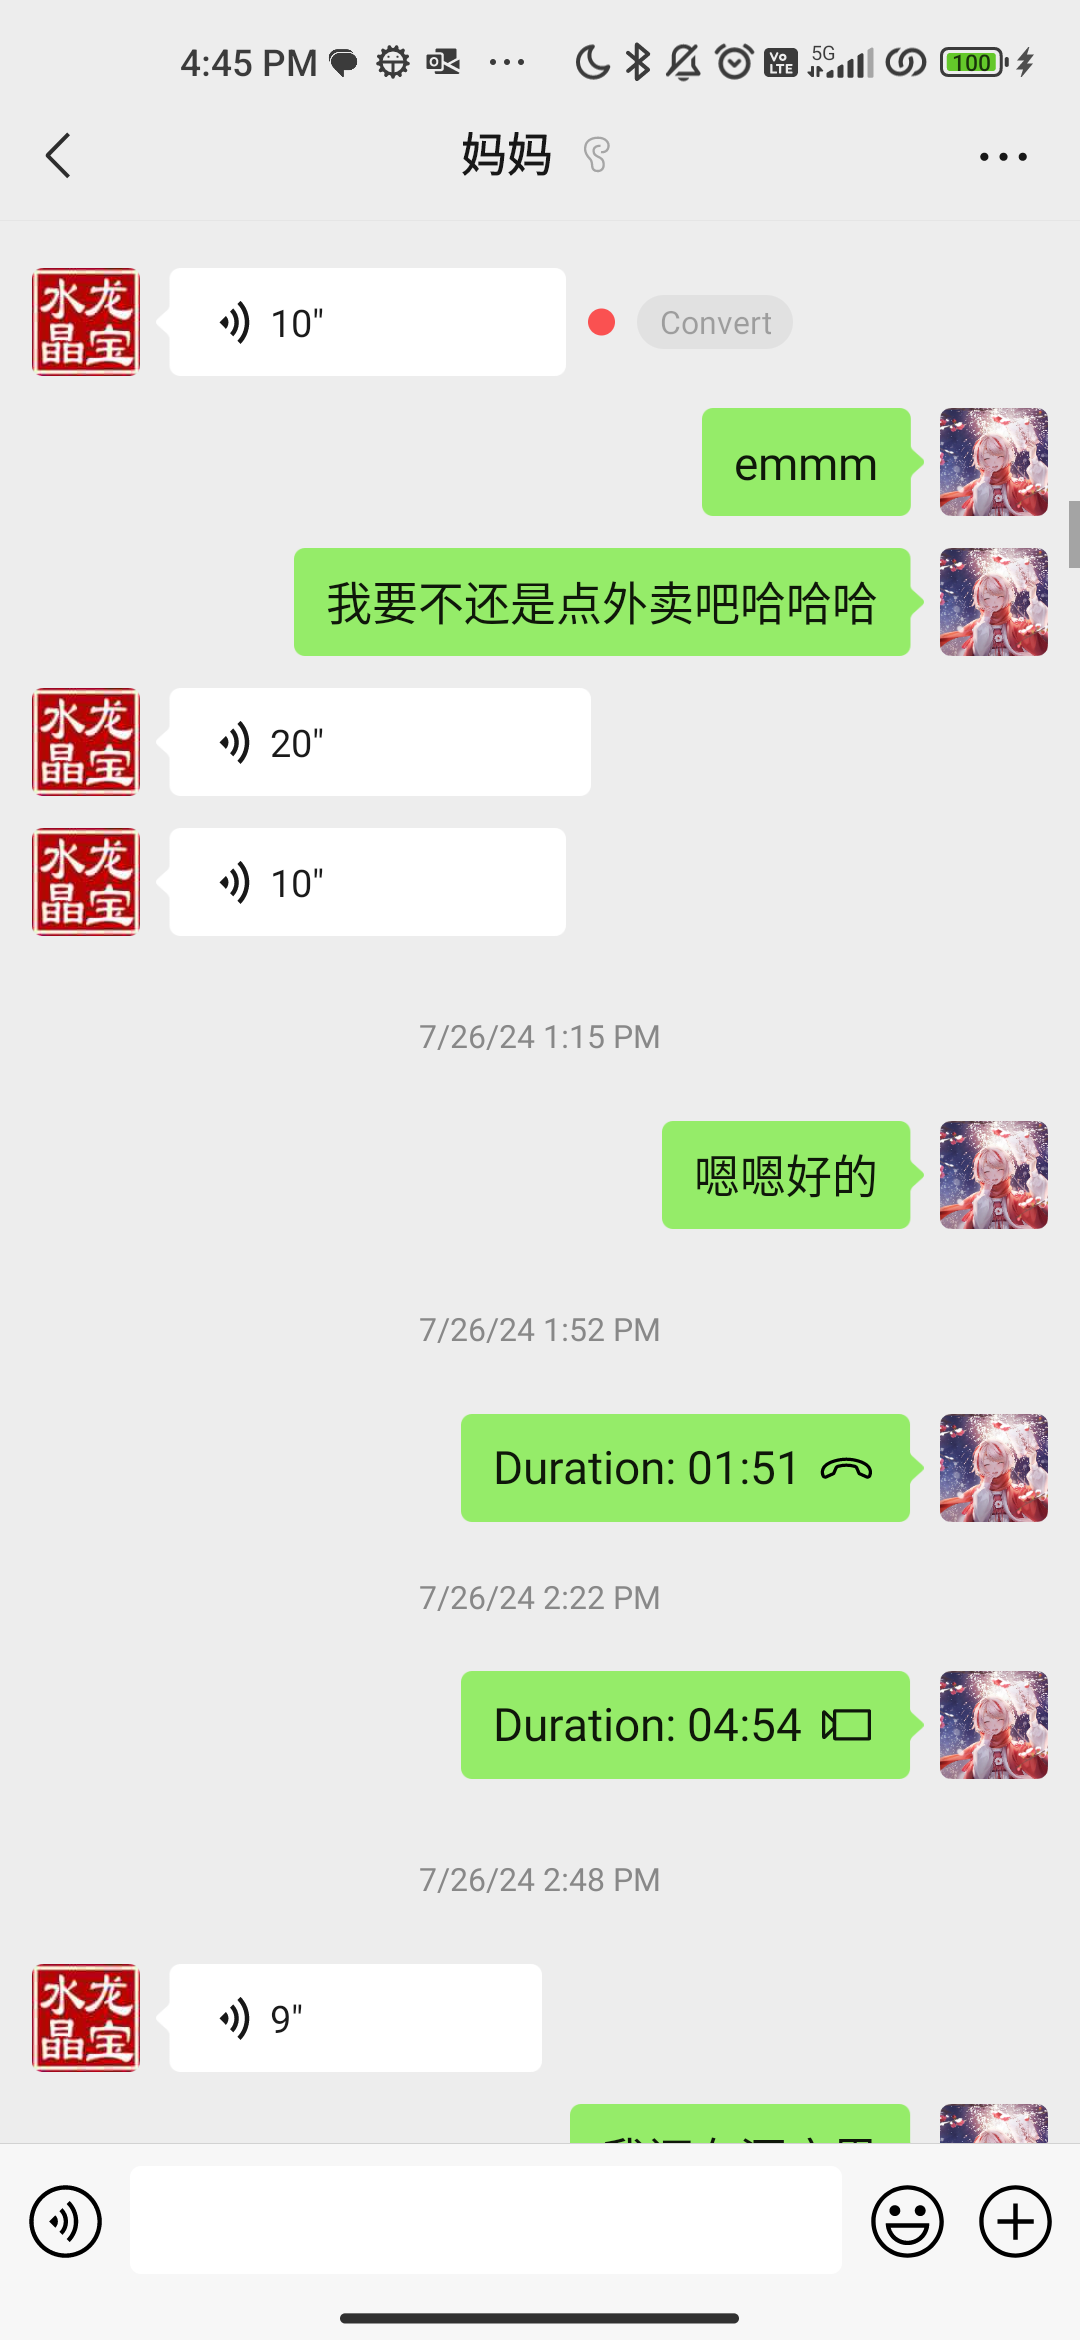 4:45 PM
Vo LTE
5G
100
妈妈
水龙
晶宝
10"
Convert
emmm
我要不还是点外卖吧哈哈哈
水龙
晶宝
20"
水龙
晶宝
10"
7/26/24 1:15 PM
嗯嗯好的
7/26/24 1:52 PM
Duration: 01:51
7/26/24 2:22 PM
Duration: 04:54
7/26/24 2:48 PM
水龙
晶宝
9"